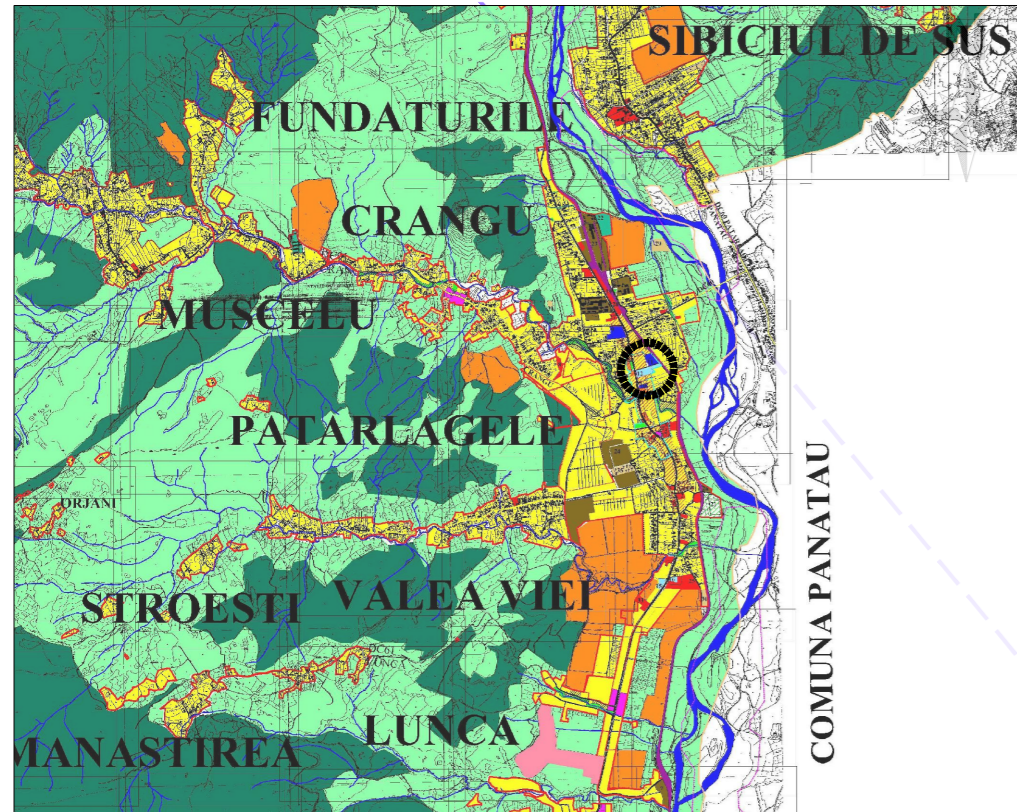 SIBICIUL DE SUS
FUNDATURILE
CRANGU
MUSCELU
PATARLAGELE
ORJANI
VALEA VIEI
STROESTI
LUNCA
MANASTIREA
COMUNA PANATAU